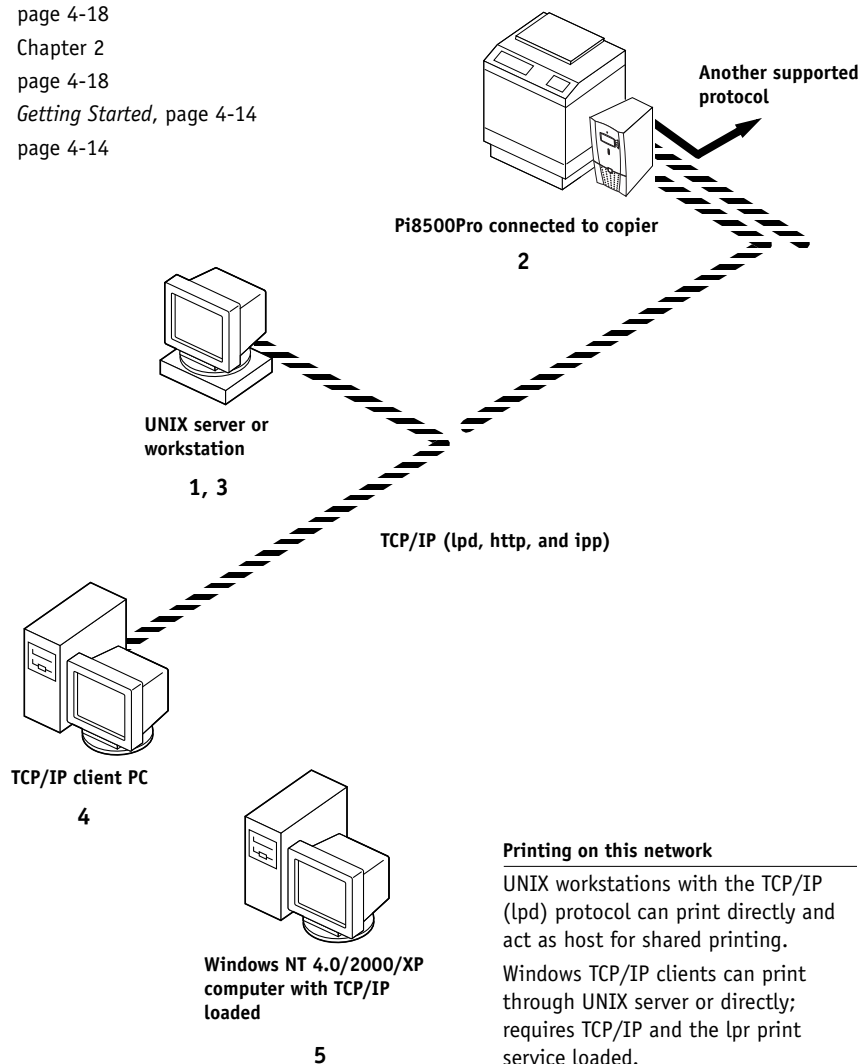 page 4-18
Chapter 2
page 4-18
Getting Started, page 4-14
page 4-14
Another supported
protocol
Pi8500Pro connected to copier
2
UNIX server or
workstation
1, 3
TCP/IP (lpd, http, and ipp)
TCP/IP client PC
4
Windows NT 4.0/2000/XP
computer with TCP/IP
loaded
5
Printing on this network
UNIX workstations with the TCP/IP
(lpd) protocol can print directly and
act as host for shared printing.
Windows TCP/IP clients can print
through UNIX server or directly;
requires TCP/IP and the lpr print
service loaded.